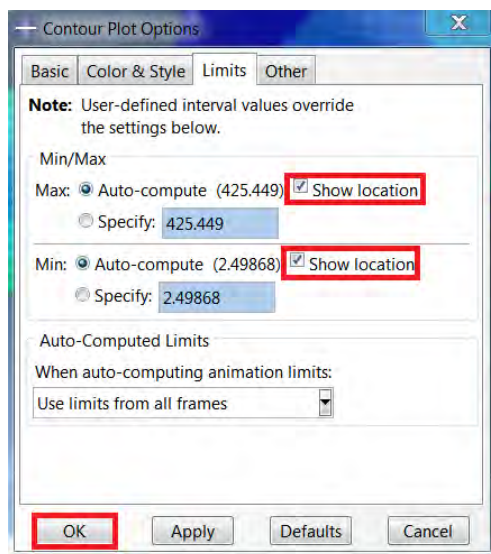 Contour Plot Options
X
Basic Color & Style Limits Other
Note: User-defined interval values override
the settings below.
Min/Max
Max: Auto-compute (425.449) Show location
Specify: 425.449
Min: Auto-compute (2.49868) Show location
Specify: 2.49868
Auto-Computed Limits
When auto-computing animation limits:
Use limits from all frames
OK Apply Defaults Cancel